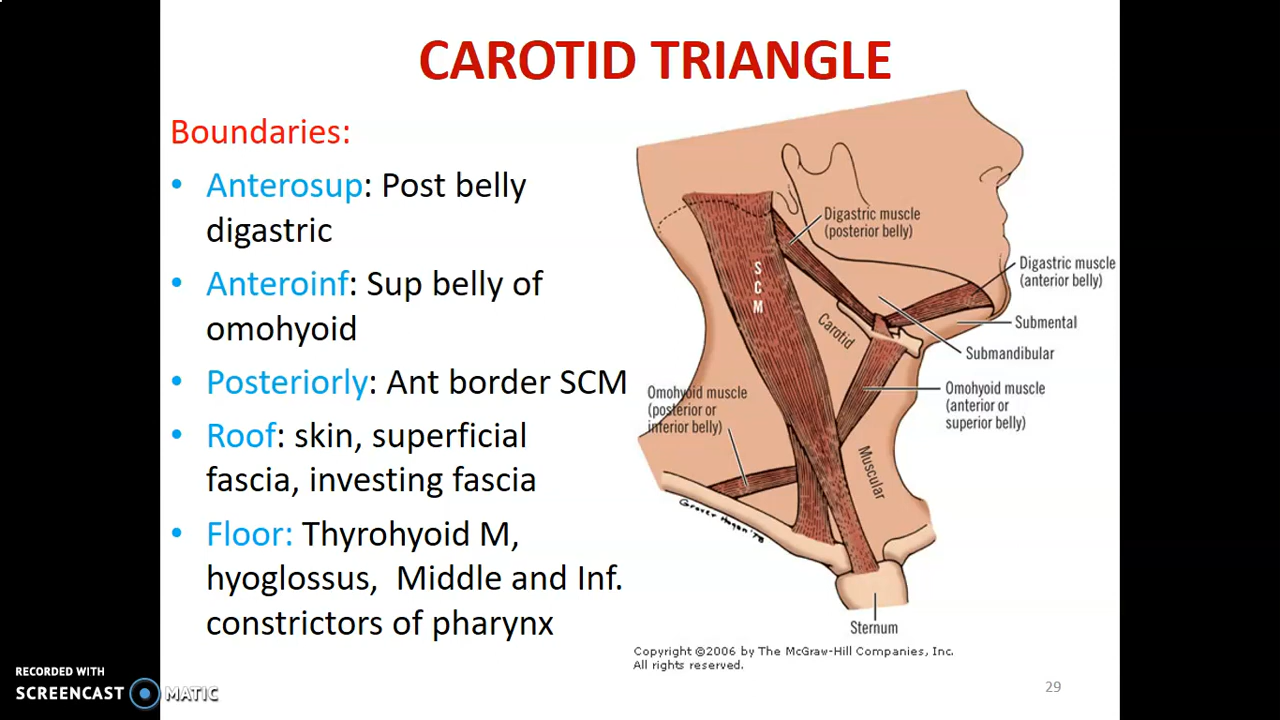 CAROTID TRIANGLE
Boundaries:
• Anterosup: Post belly
digastric
• Anteroinf: Sup belly of
omohyoid
• Posteriorly: Ant border SCM
• Roof: skin, superficial
fascia, investing fascia
• Floor: Thyrohyoid M,
hyoglossus, Middle and Inf.
constrictors of pharynx
Digastric muscle
(posterior belly)
SCM
Digastric muscle
(anterior belly)
Carotid
Submental
Submandibular
Omohyoid muscle
(posterior or
inferior belly)
Omohyoid muscle
(anterior or
superior belly)
Muscular
Sternum
Copyright ©2006 by The McGraw-Hill Companies, Inc.
All rights reserved.
29
RECORDED WITH
SCREENCAST MATIC